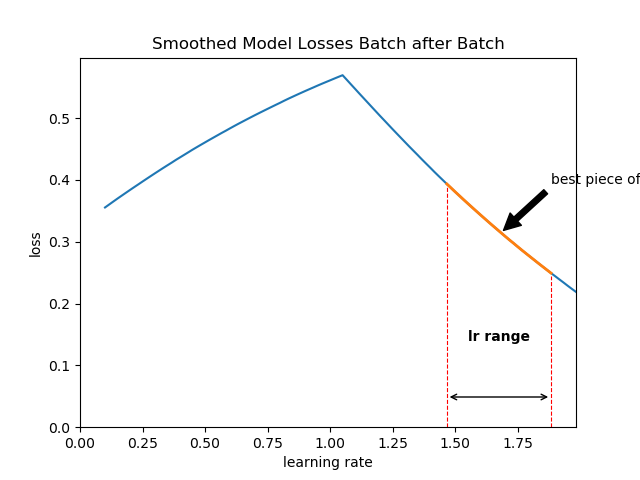 Smoothed Model Losses Batch after Batch
0.5
0.4
0.3
0.2
0.1
0.0
loss
best piece of
lr range
0.00 0.25 0.50 0.75 1.00 1.25 1.50 1.75
learning rate